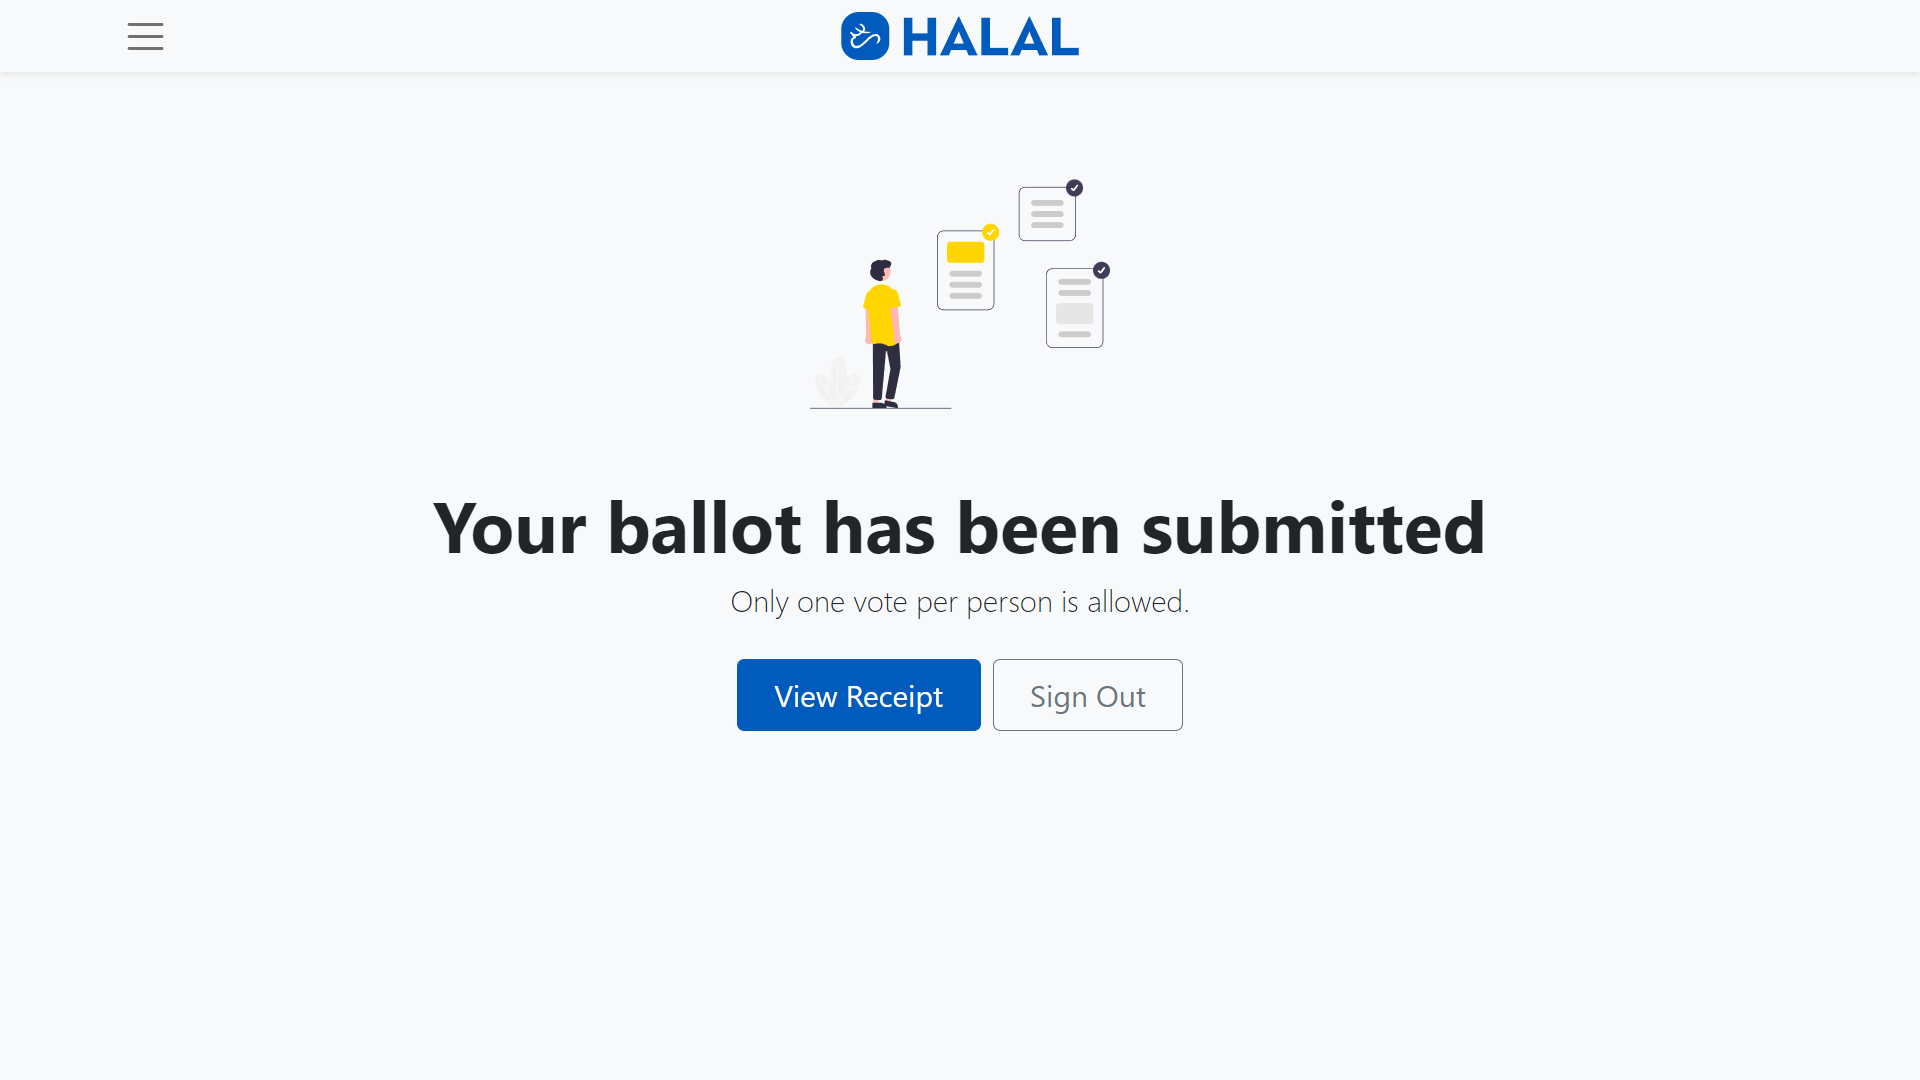 HALAL
Your ballot has been submitted
Only one vote per person is allowed.
View Receipt
Sign Out